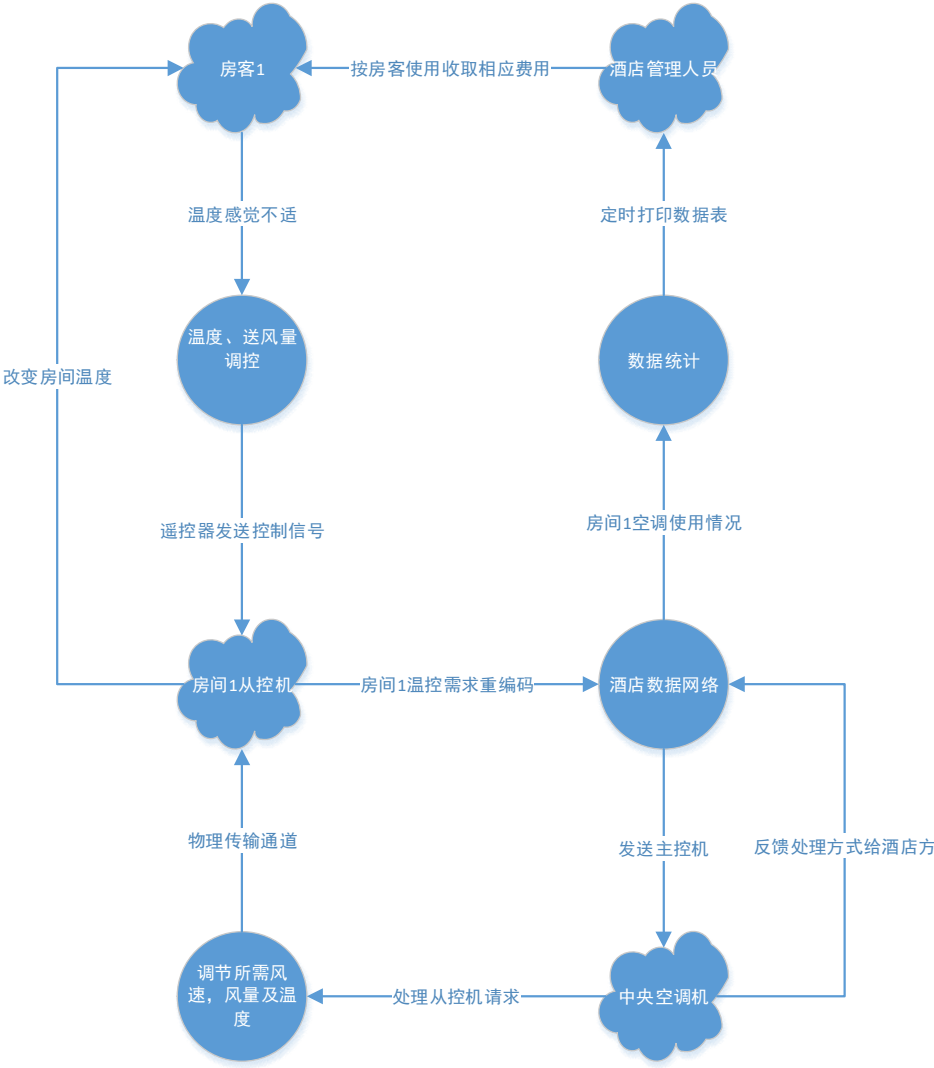 房客1
按房客使用收取相应费用
酒店管理人员
温度感觉不适
定时打印数据表
温度、送风量
调控
数据统计
改变房间温度
房间1空调使用情况
遥控器发送控制信号
房间1从控机
房间1温控需求重编码
酒店数据网络
物理传输通道
发送主控机
反馈处理方式给酒店方
调节所需风
速，风量及温
度
处理从控机请求
中央空调机